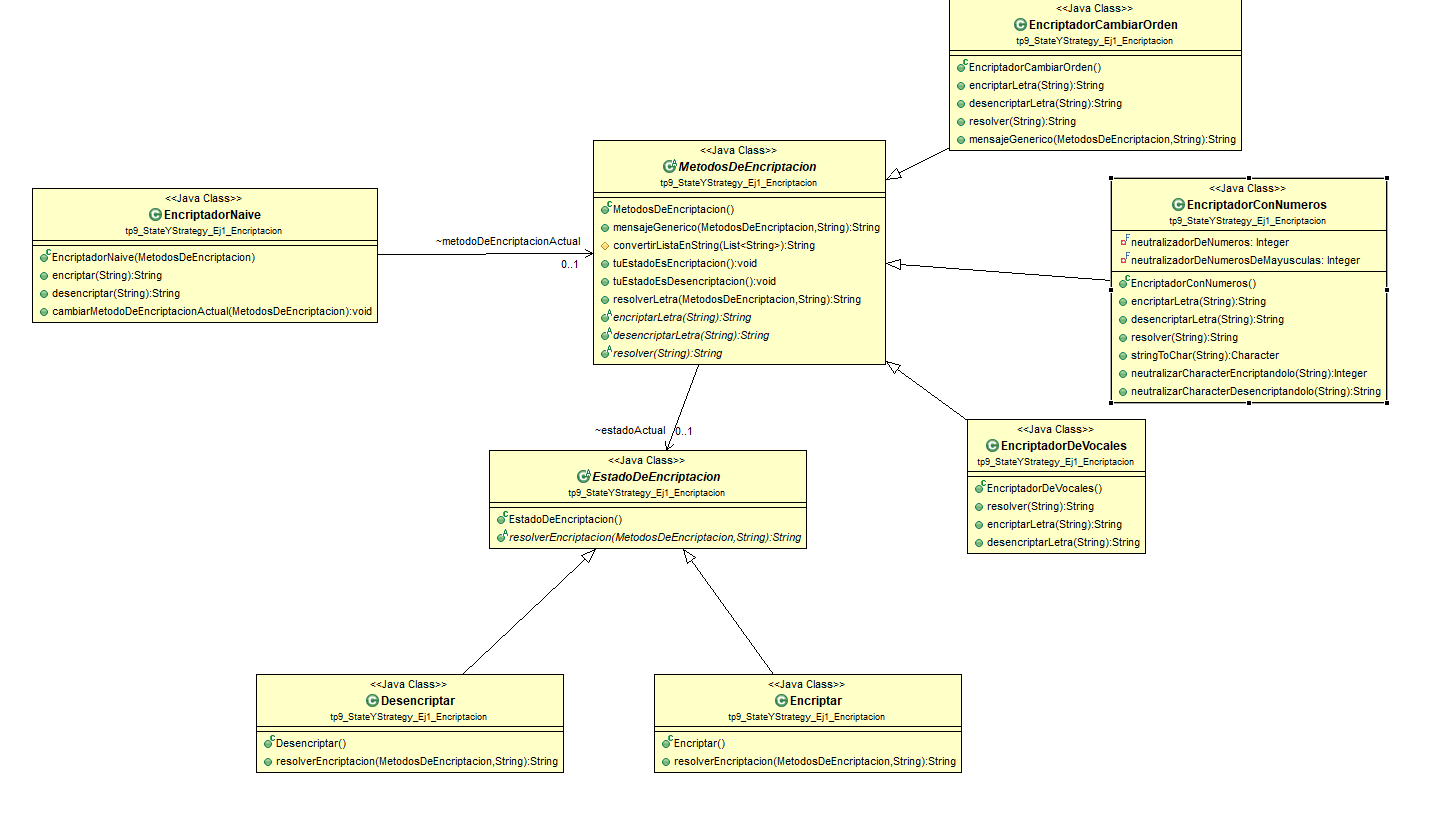 <<Java Class>>
EncriptadorCambiarOrden
tp9_StateYStrategy_Ej1_Encriptacion
EncriptadorCambiarOrden()
encriptarLetra(String):String
desencriptarLetra(String):String
resolver(String):String
mensajeGenerico(MetodosDeEncriptacion,String):String
<<Java Class>>
MetodosDeEncriptacion
tp9_StateYStrategy_Ej1_Encriptacion
MetodosDeEncriptacion()
mensajeGenerico(MetodosDeEncriptacion,String):String
convertirListaEnString(List<String>):String
tuEstadoEsEncriptacion():void
tuEstadoEsDesencriptacion():void
resolverLetra(MetodosDeEncriptacion,String):String
encriptarLetra(String):String
desencriptarLetra(String):String
resolver(String):String
<<Java Class>>
EncriptadorNaive
tp9_StateYStrategy_Ej1_Encriptacion
EncriptadorNaive(MetodosDeEncriptacion)
encriptar(String):String
desencriptar(String):String
cambiarMetodoDeEncriptacionActual(MetodosDeEncriptacion):void
~metodoDeEncriptacionActual
0..1
<<Java Class>>
EncriptadorConNumeros
tp9_StateYStrategy_Ej1_Encriptacion
neutralizadorDeNumeros: Integer
neutralizadorDeNumerosDeMayusculas: Integer
EncriptadorConNumeros()
encriptarLetra(String):String
desencriptarLetra(String):String
resolver(String):String
stringToChar(String):Character
neutralizarCharacterEncriptandolo(String):Integer
neutralizarCharacterDesencriptandolo(String):String
<<Java Class>>
EncriptadorDeVocales
tp9_StateYStrategy_Ej1_Encriptacion
EncriptadorDeVocales()
resolver(String):String
encriptarLetra(String):String
desencriptarLetra(String):String
~estadoActual
0..1
<<Java Class>>
EstadoDeEncriptacion
tp9_StateYStrategy_Ej1_Encriptacion
EstadoDeEncriptacion()
resolverEncriptacion(MetodosDeEncriptacion,String):String
<<Java Class>>
Desencriptar
tp9_StateYStrategy_Ej1_Encriptacion
Desencriptar()
resolverEncriptacion(MetodosDeEncriptacion,String):String
<<Java Class>>
Encriptar
tp9_StateYStrategy_Ej1_Encriptacion
Encriptar()
resolverEncriptacion(MetodosDeEncriptacion,String):String